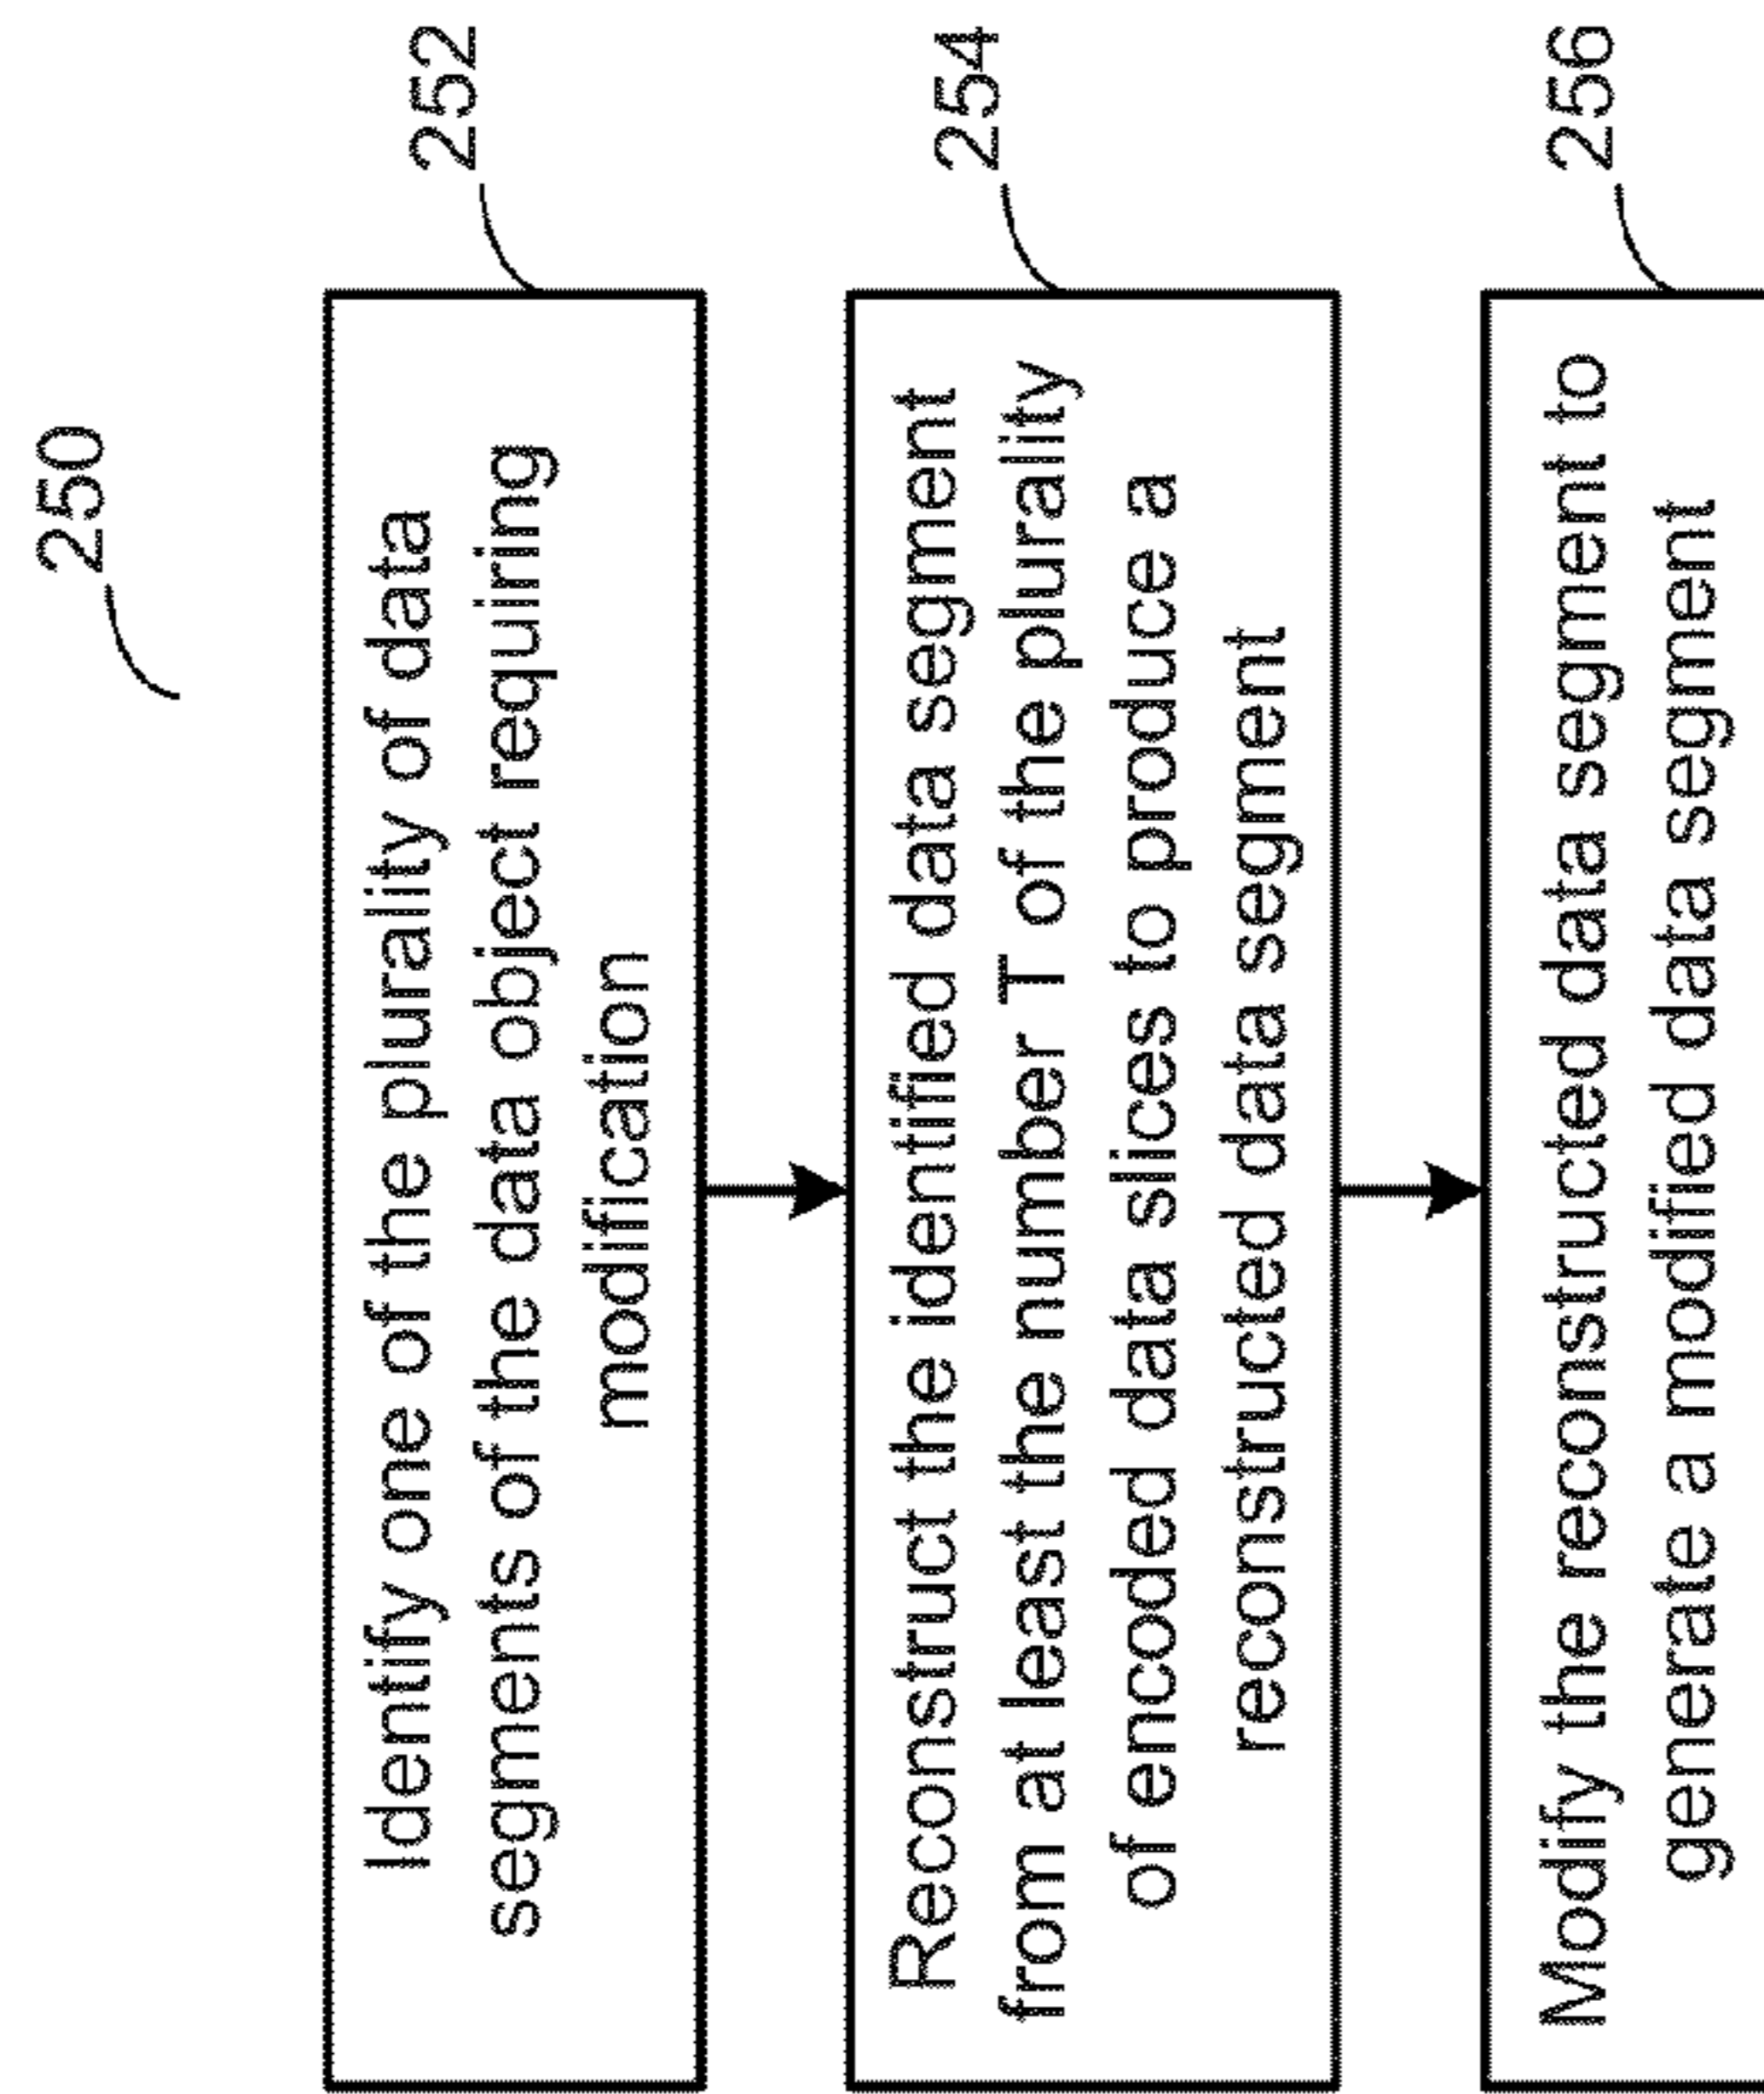 250
Identify one of the plurality of data
segments of the data object requiring
modification
252
Reconstruct the identified data segment
from at least the number T of the plurality
of encoded data slices to produce a
reconstructed data segment
254
Modify the reconstructed data segment to
generate a modified data segment
256